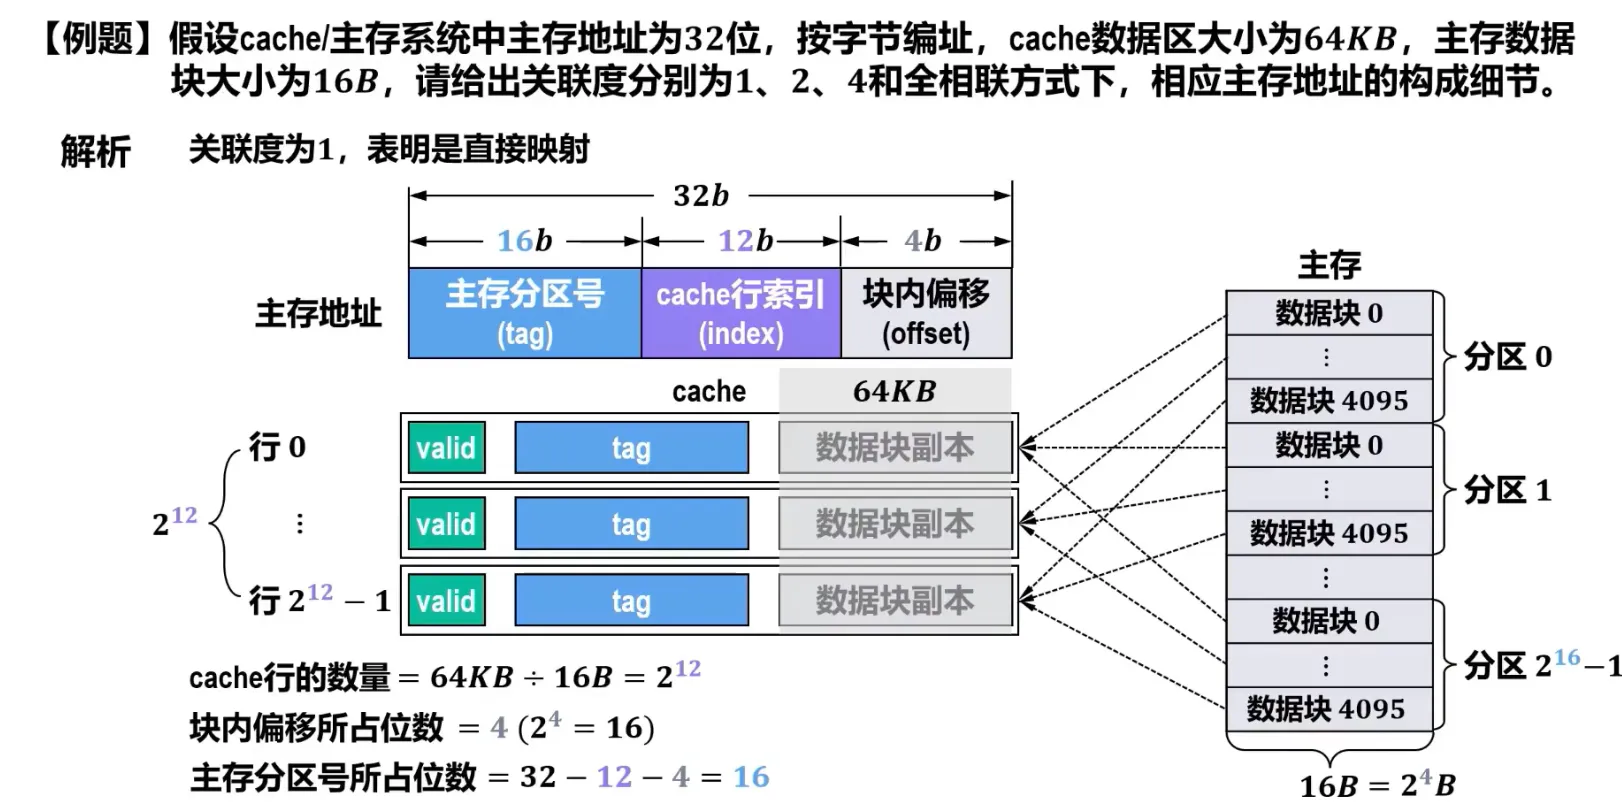 【例题】假设cache/主存系统中主存地址为32位，按字节编址，cache数据区大小为64KB，主存数据
块大小为16B，请给出关联度分别为1、2、4和全相联方式下，相应主存地址的构成细节。
解析 关联度为1，表明是直接映射
32b
16b 12b 4b
主存地址
主存分区号
(tag)
cache行索引
(index)
块内偏移
(offset)
cache 64KB
行 0 valid tag 数据块副本
⋮ valid tag 数据块副本
行 2^12 − 1 valid tag 数据块副本
2^12
主存
数据块 0
⋮
数据块 4095
分区 0
数据块 0
⋮
数据块 4095
分区 1
⋮
数据块 0
⋮
数据块 4095
分区 2^16−1
16B = 2^4B
cache行的数量 = 64KB ÷ 16B = 2^12
块内偏移所占位数 = 4 (2^4 = 16)
主存分区号所占位数 = 32 − 12 − 4 = 16